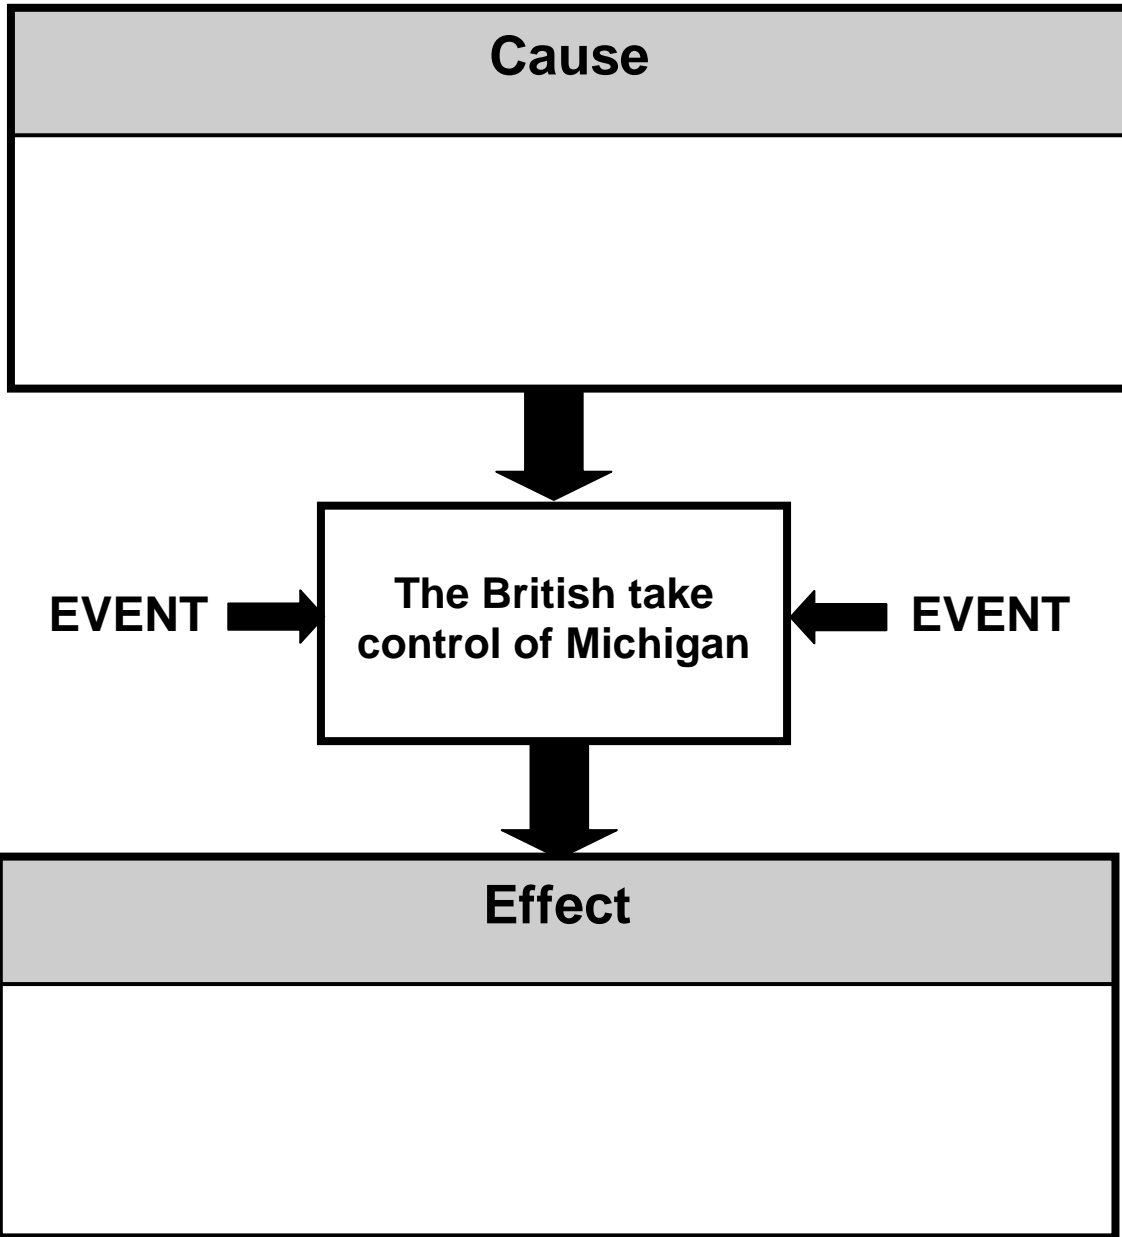 Cause
EVENT
The British take
control of Michigan
EVENT
Effect